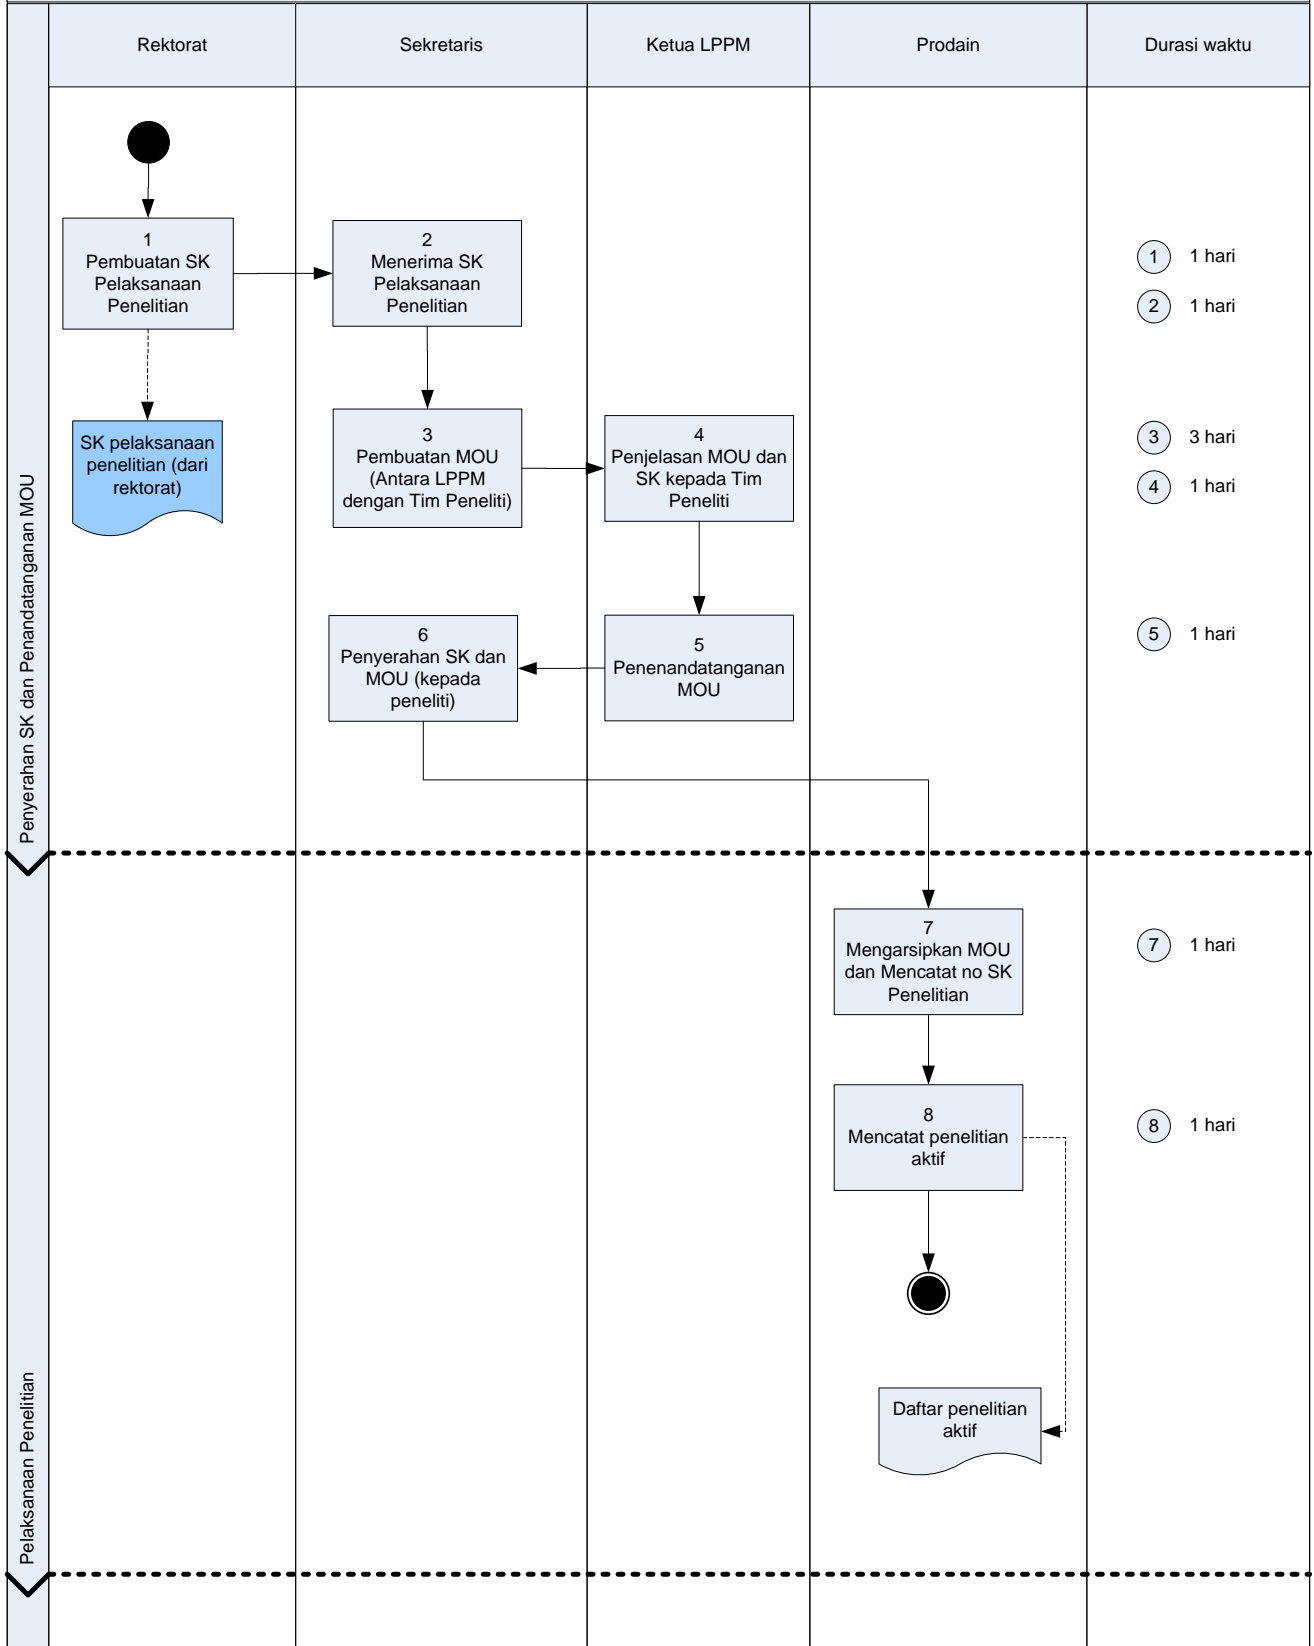 Rektorat
Sekretaris
Ketua LPPM
Prodain
Durasi waktu
Penyerahan SK dan Penandatanganan MOU
1
Pembuatan SK
Pelaksanaan
Penelitian
2
Menerima SK
Pelaksanaan
Penelitian
1 1 hari
2 1 hari
SK pelaksanaan
penelitian (dari
rektorat)
3
Pembuatan MOU
(Antara LPPM
dengan Tim Peneliti)
4
Penjelasan MOU dan
SK kepada Tim
Peneliti
3 3 hari
4 1 hari
6
Penyerahan SK dan
MOU (kepada
peneliti)
5
Penenandatanganan
MOU
5 1 hari
Pelaksanaan Penelitian
7
Mengarsipkan MOU
dan Mencatat no SK
Penelitian
7 1 hari
8
Mencatat penelitian
aktif
8 1 hari
Daftar penelitian
aktif